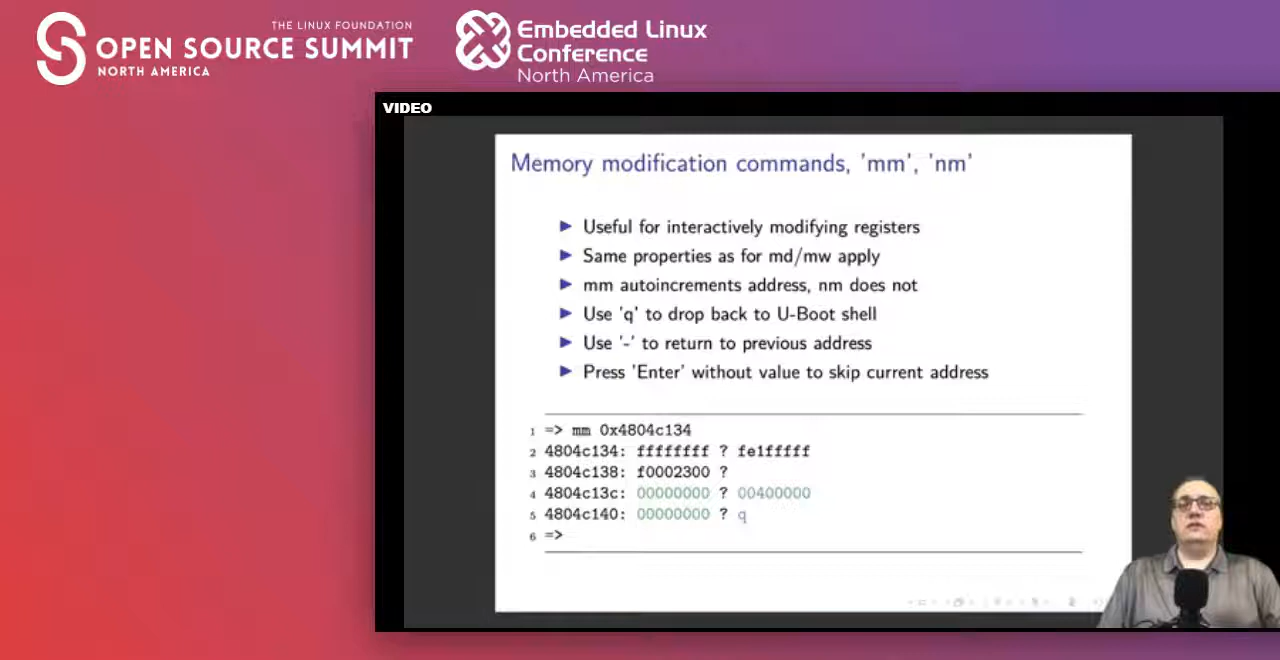 THE LINUX FOUNDATION
OPEN SOURCE SUMMIT
NORTH AMERICA
Embedded Linux
Conference
North America
VIDEO
Memory modification commands, 'mm', 'nm'
▶ Useful for interactively modifying registers
▶ Same properties as for md/mw apply
▶ mm autoincrements address, nm does not
▶ Use 'q' to drop back to U-Boot shell
▶ Use '-' to return to previous address
▶ Press 'Enter' without value to skip current address
1 => mm 0x4804c134
2 4804c134: ffffffff ? fe1fffff
3 4804c138: f0002300 ?
4 4804c13c: 00000000 ? 00400000
5 4804c140: 00000000 ? q
6 =>